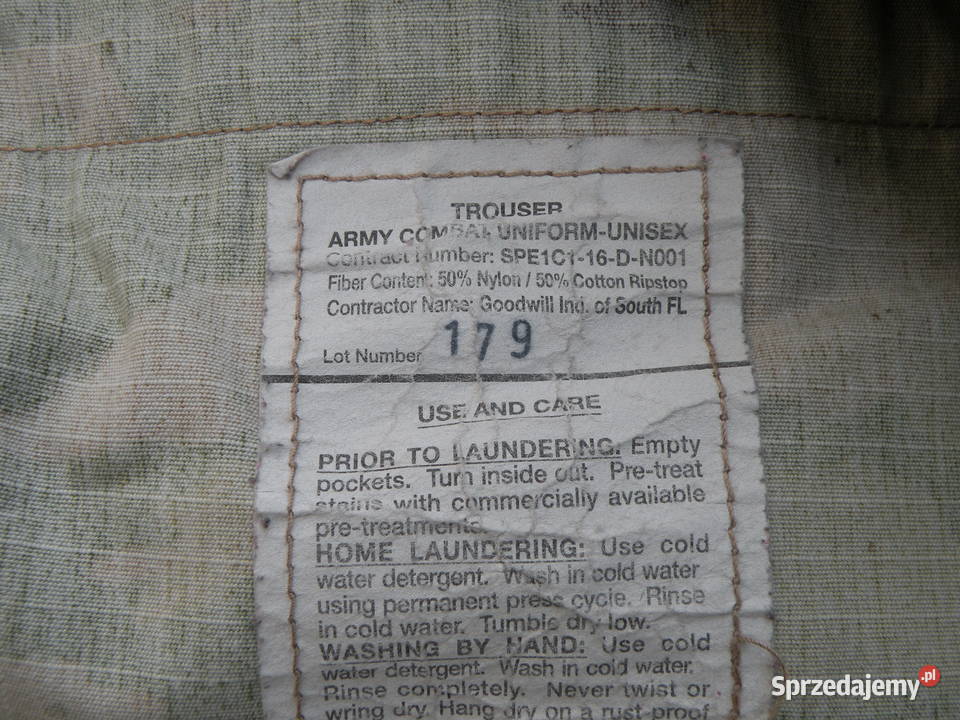 TROUSER
ARMY COMBAT UNIFORM-UNISEX
Contract Number: SPE1C1-16-D-N001
Fiber Content: 50% Nylon / 50% Cotton Ripstop
Contractor Name: Goodwill Ind. of South FL
Lot Number 179
USE AND CARE
PRIOR TO LAUNDERING: Empty
pockets. Turn inside out. Pre-treat
stains with commercially available
pre-treatments.
HOME LAUNDERING: Use cold
water detergent. Wash in cold water
using permanent press cycle. Rinse
in cold water. Tumble dry low.
WASHING BY HAND: Use cold
water detergent. Wash in cold water.
Rinse completely. Never twist or
wring dry. Hang dry on a rust-proof
Sprzedajemy.pl